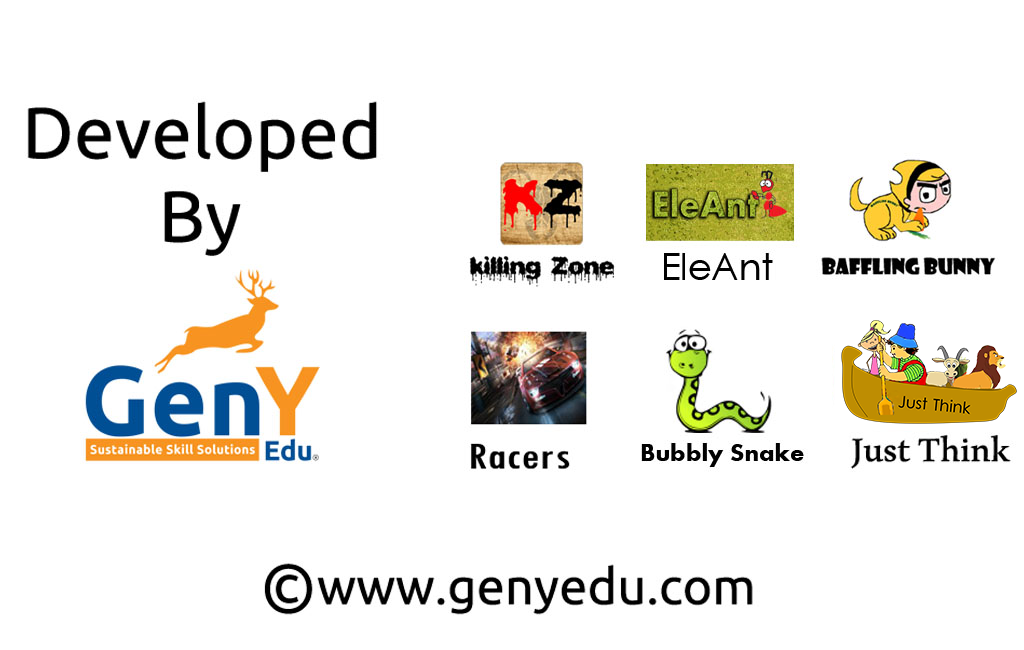 Developed
By
GenY
Sustainable Skill Solutions Edu®
KZ
killing Zone
EleAnt
EleAnt
BAFFLING BUNNY
Racers
Bubbly Snake
Just Think
Just Think
©www.genyedu.com